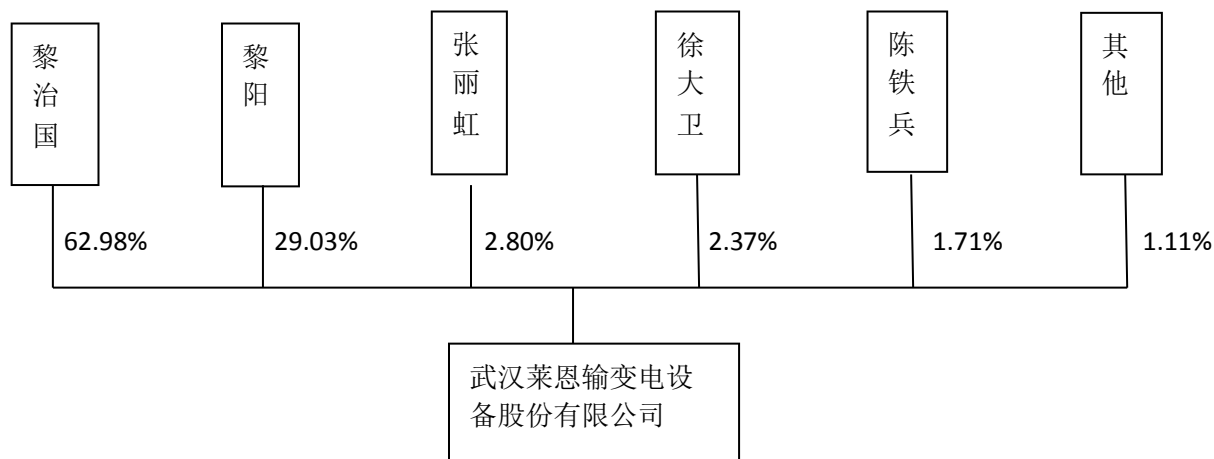 黎治国
黎阳
张丽虹
徐大卫
陈铁兵
其他
62.98%
29.03%
2.80%
2.37%
1.71%
1.11%
武汉莱恩输变电设
备股份有限公司